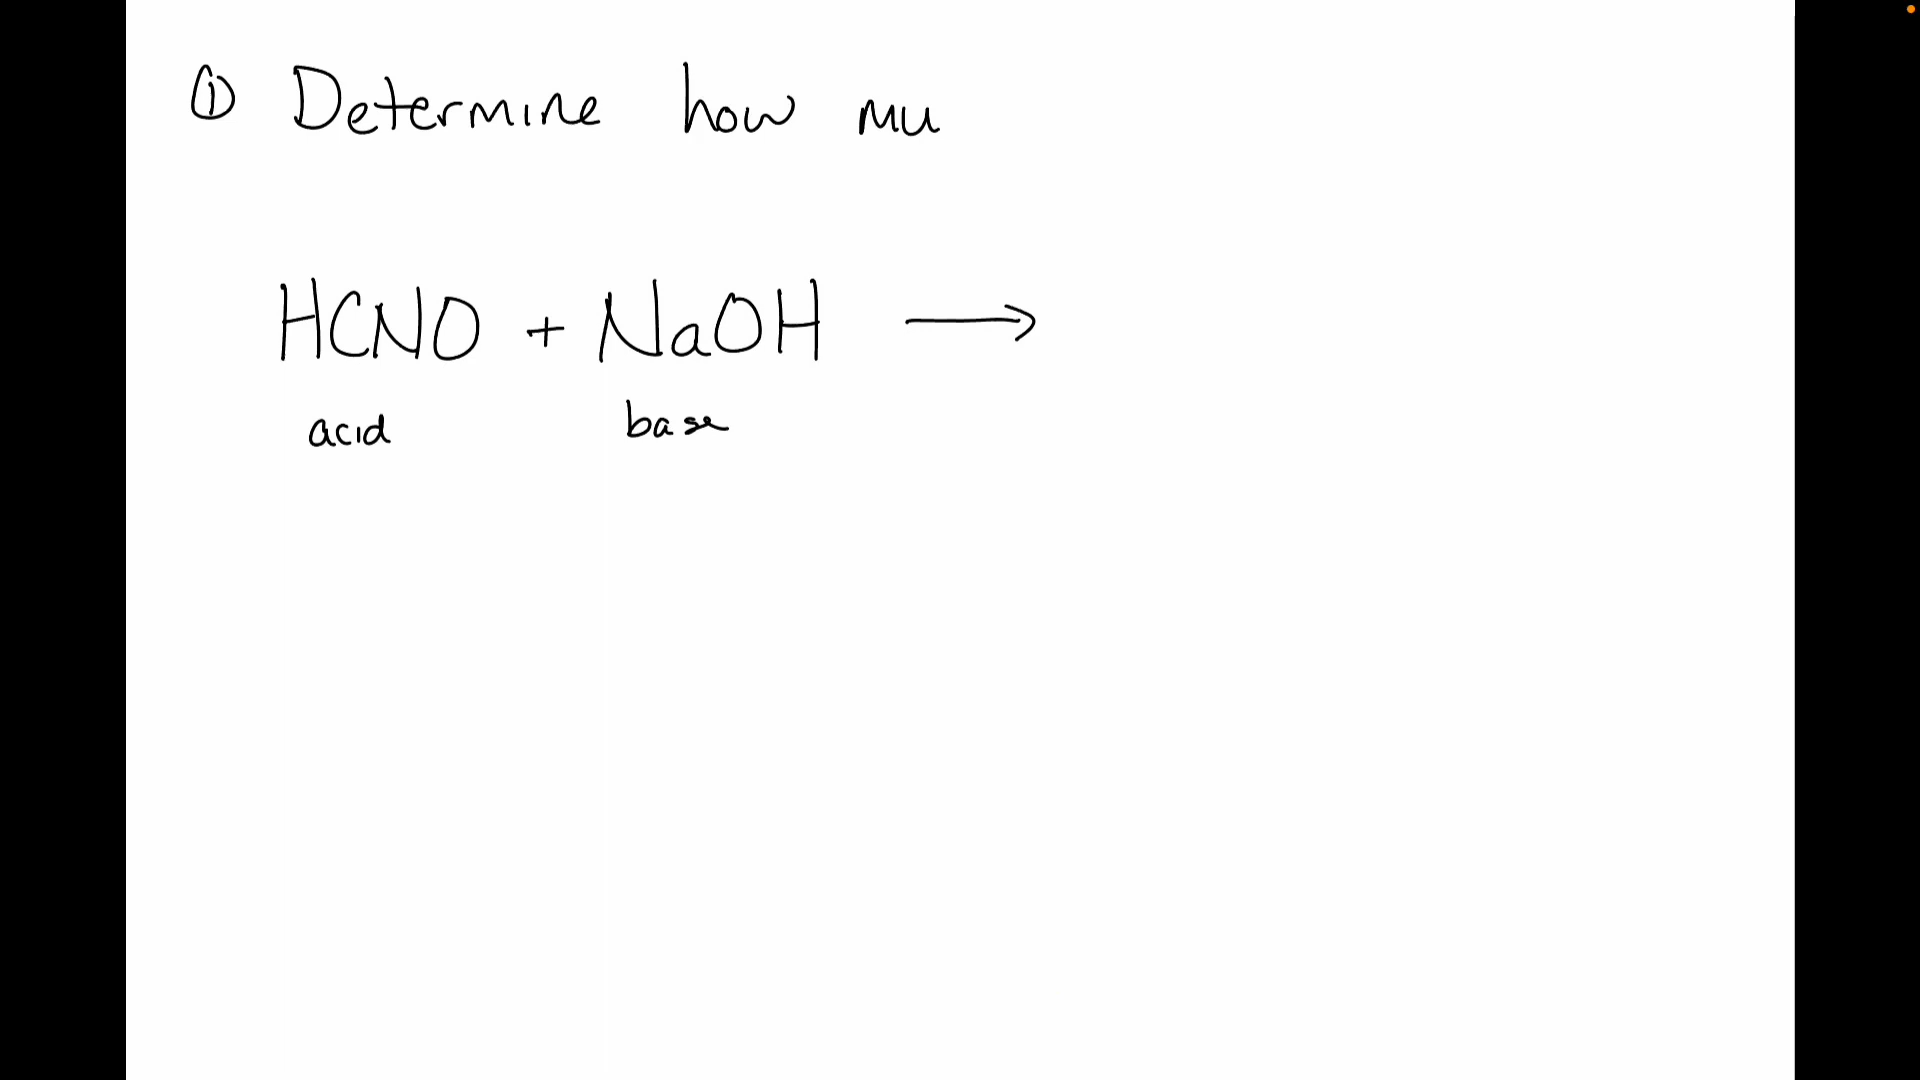 ① Determine how mu
HCNO + NaOH ⟶
acid base